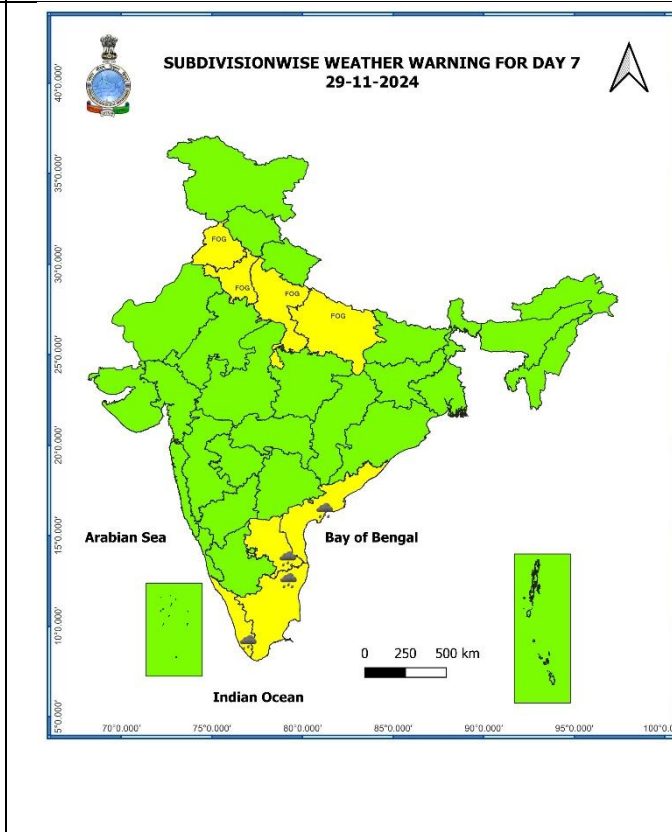 SUBDIVISIONWISE WEATHER WARNING FOR DAY 7
29-11-2024
40°0.000'
35°0.000'
30°0.000'
25°0.000'
20°0.000'
15°0.000'
10°0.000'
5°0.000'
FOG
FOG
FOG
FOG
Arabian Sea
Bay of Bengal
0 250 500 km
Indian Ocean
70°0.000' 75°0.000' 80°0.000' 85°0.000' 90°0.000' 95°0.000' 100°0.0